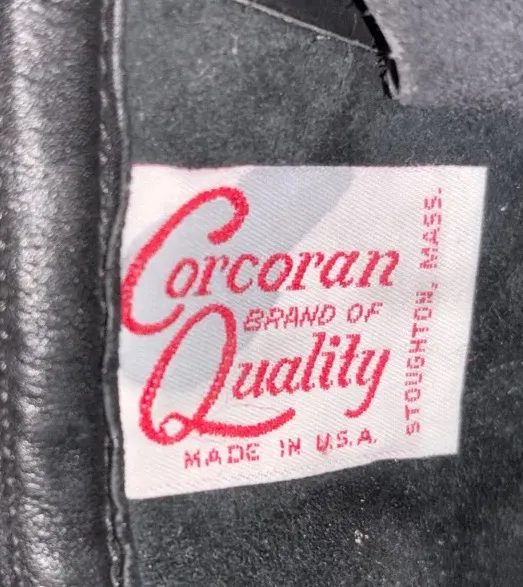 Corcoran
BRAND OF
Quality
MADE IN U.S.A.
STOUGHTON, MASS.